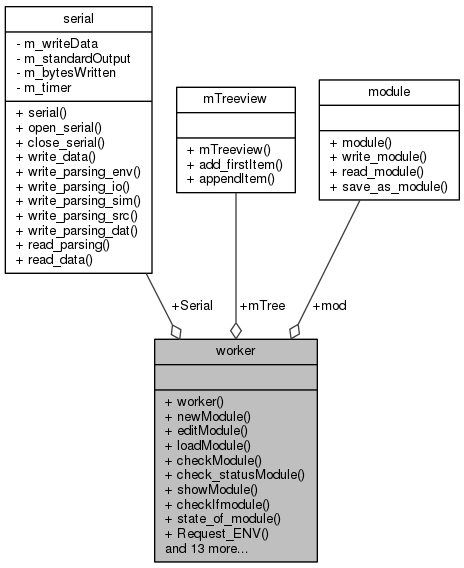 serial
- m_writeData
- m_standardOutput
- m_bytesWritten
- m_timer
+ serial()
+ open_serial()
+ close_serial()
+ write_data()
+ write_parsing_env()
+ write_parsing_io()
+ write_parsing_sim()
+ write_parsing_src()
+ write_parsing_dat()
+ read_parsing()
+ read_data()
mTreeview
+ mTreeview()
+ add_firstItem()
+ appendItem()
module
+ module()
+ write_module()
+ read_module()
+ save_as_module()
+Serial
+mTree
+mod
worker
+ worker()
+ newModule()
+ editModule()
+ loadModule()
+ checkModule()
+ check_statusModule()
+ showModule()
+ checkIfmodule()
+ state_of_module()
+ Request_ENV()
and 13 more...